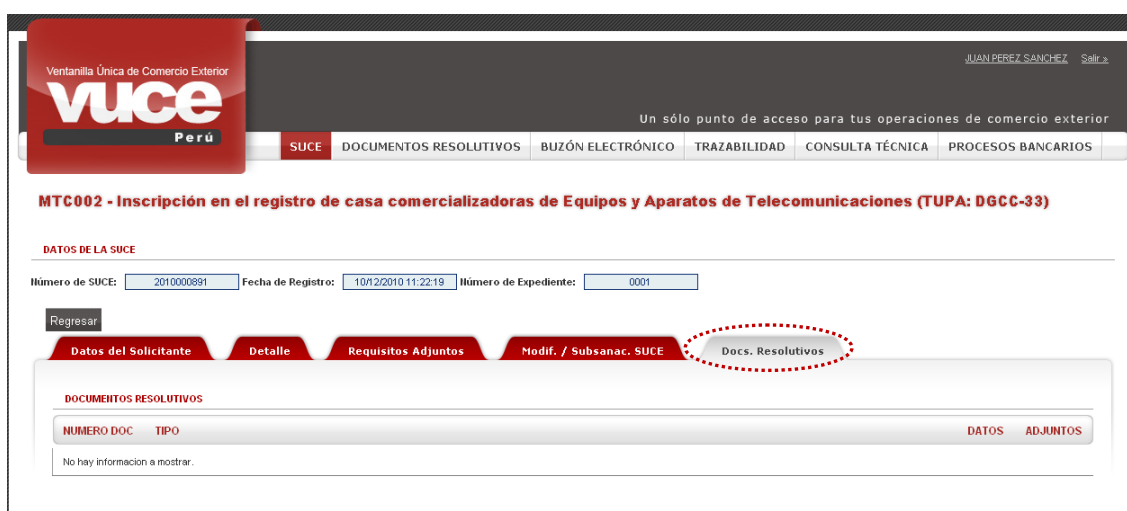 JUAN PEREZ SANCHEZ Salir »
Ventanilla Única de Comercio Exterior
vuce
Perú
Un sólo punto de acceso para tus operaciones de comercio exterior
SUCE DOCUMENTOS RESOLUTIVOS BUZÓN ELECTRÓNICO TRAZABILIDAD CONSULTA TÉCNICA PROCESOS BANCARIOS
MTC002 - Inscripción en el registro de casa comercializadoras de Equipos y Aparatos de Telecomunicaciones (TUPA: DGCC-33)
DATOS DE LA SUCE
Número de SUCE: 2010000891 Fecha de Registro: 10/12/2010 11:22:19 Número de Expediente: 0001
Regresar
Datos del Solicitante Detalle Requisitos Adjuntos Modif. / Subsanac. SUCE Docs. Resolutivos
DOCUMENTOS RESOLUTIVOS
NUMERO DOC TIPO DATOS ADJUNTOS
No hay informacion a mostrar.